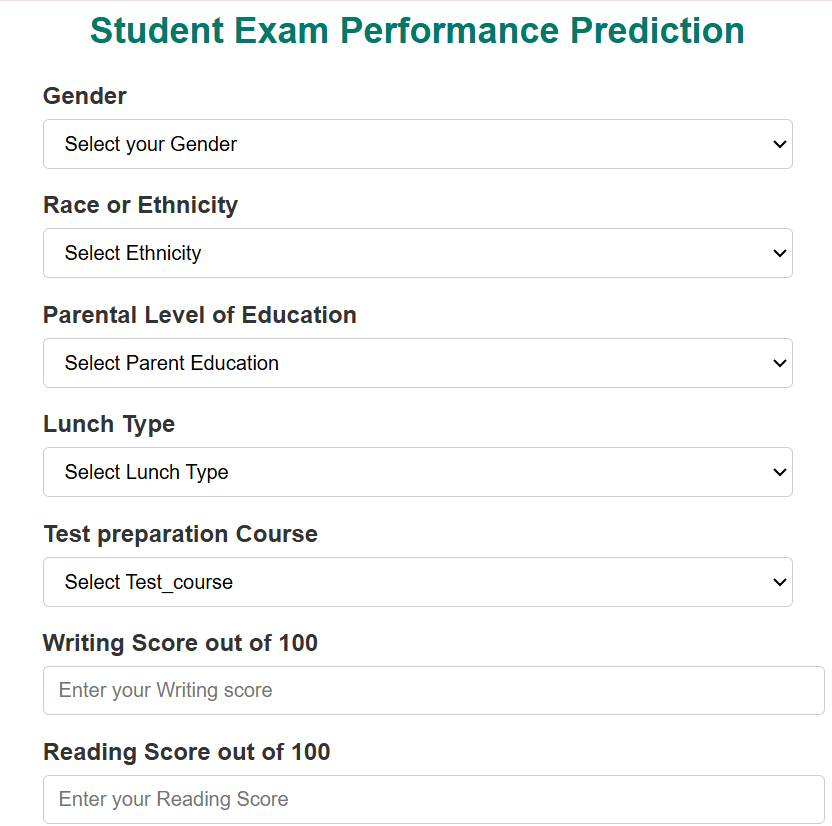 Student Exam Performance Prediction
Gender
Select your Gender
Race or Ethnicity
Select Ethnicity
Parental Level of Education
Select Parent Education
Lunch Type
Select Lunch Type
Test preparation Course
Select Test_course
Writing Score out of 100
Enter your Writing score
Reading Score out of 100
Enter your Reading Score